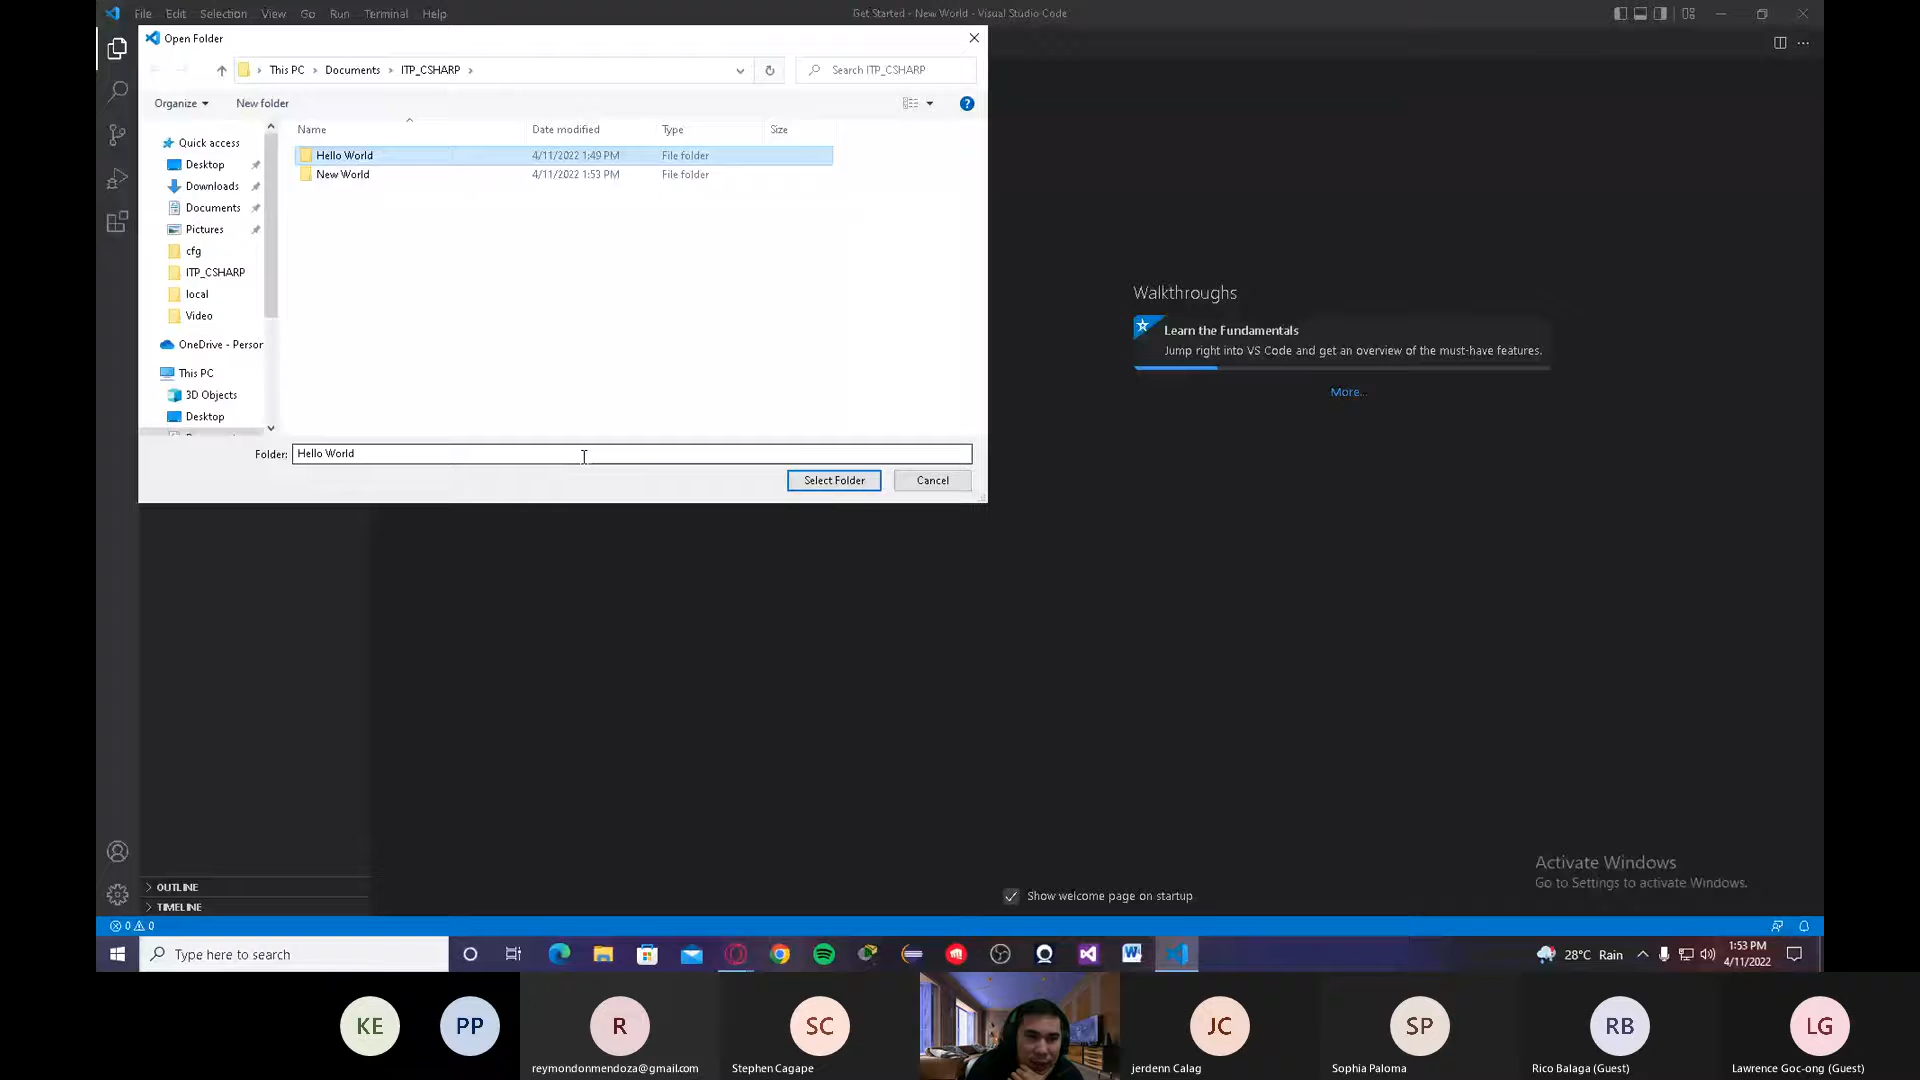 File Edit Selection View Go Run Terminal Help
Get Started - New World - Visual Studio Code
Open Folder
This PC > Documents > ITP_CSHARP >
Search ITP_CSHARP
Organize
New folder
Name Date modified Type Size
Hello World 4/11/2022 1:49 PM File folder
New World 4/11/2022 1:53 PM File folder
Quick access
Desktop
Downloads
Documents
Pictures
cfg
ITP_CSHARP
local
Video
OneDrive - Person
This PC
3D Objects
Desktop
Folder: Hello World
Select Folder
Cancel
Walkthroughs
Learn the Fundamentals
Jump right into VS Code and get an overview of the must-have features.
More...
Activate Windows
Go to Settings to activate Windows.
OUTLINE
TIMELINE
Show welcome page on startup
0 0
Type here to search
28°C Rain
1:53 PM
4/11/2022
KE
PP
R
SC
JC
SP
RB
LG
reymondonmendoza@gmail.com
Stephen Cagape
jerdenn Calag
Sophia Paloma
Rico Balaga (Guest)
Lawrence Goc-ong (Guest)